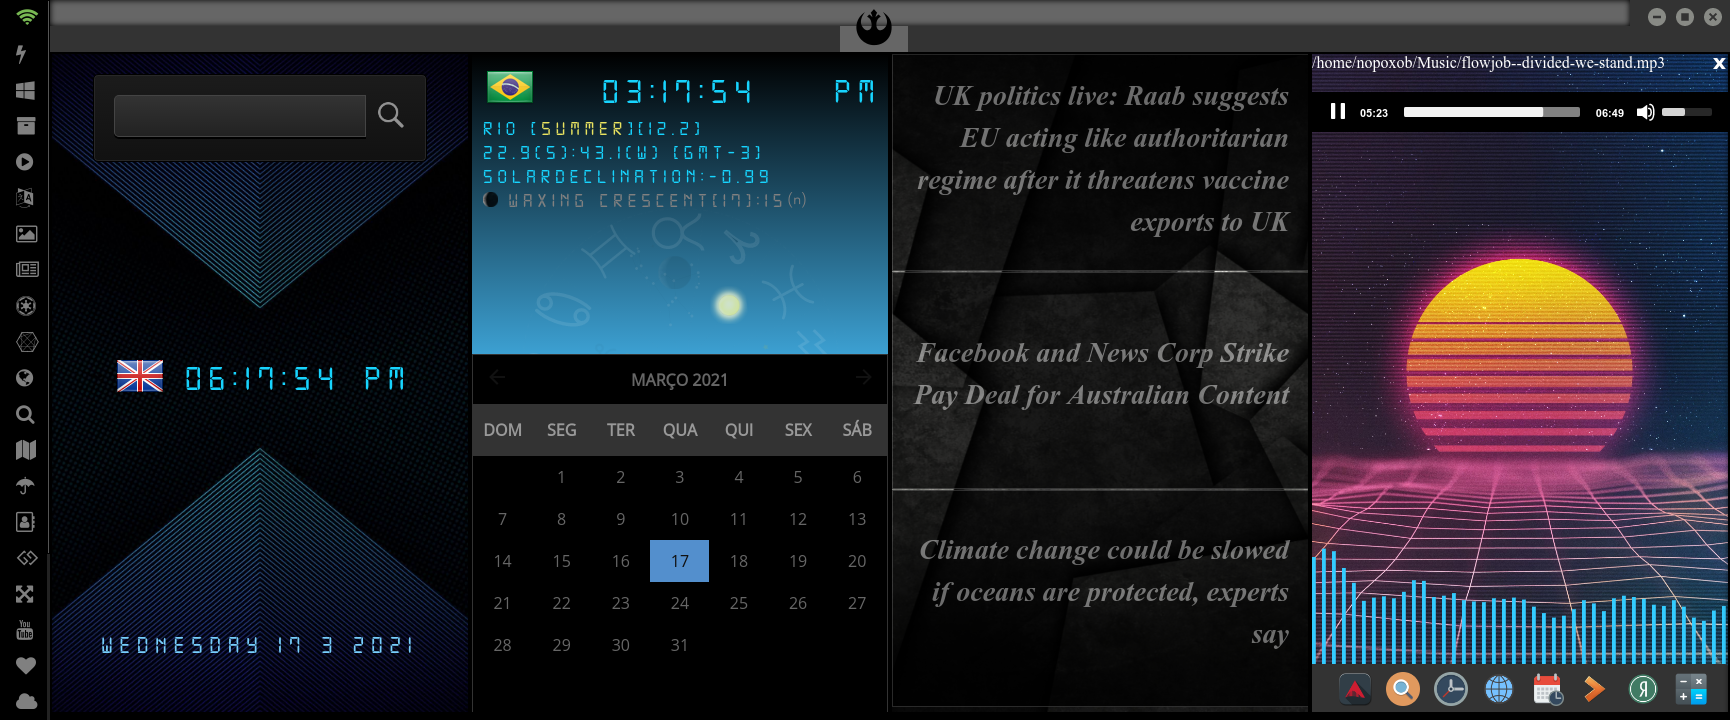 06:17:54 PM
WEDNESDAY 17 3 2021
03:17:54 PM
RIO (SUMMER)(12.2)
22.9(S):43.1(W) (GMT-3)
SOLARDECLINATION:-0.99
WAXING CRESCENT(17):15(n)
MARÇO 2021
DOM SEG TER QUA QUI SEX SÁB
1 2 3 4 5 6
7 8 9 10 11 12 13
14 15 16 17 18 19 20
21 22 23 24 25 26 27
28 29 30 31
UK politics live: Raab suggests
EU acting like authoritarian
regime after it threatens vaccine
exports to UK
Facebook and News Corp Strike
Pay Deal for Australian Content
Climate change could be slowed
if oceans are protected, experts
say
/home/nopoxob/Music/flowjob--divided-we-stand.mp3 x
05:23 06:49
You
Tube
Я